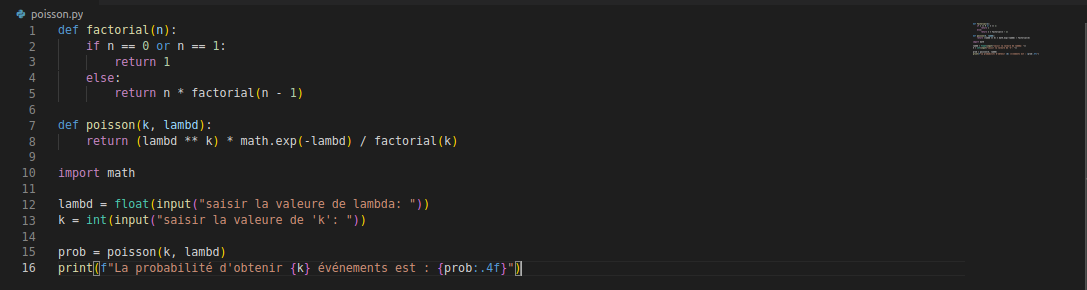 poisson.py
1 def factorial(n):
2     if n == 0 or n == 1:
3         return 1
4     else:
5         return n * factorial(n - 1)
6
7 def poisson(k, lambd):
8     return (lambd ** k) * math.exp(-lambd) / factorial(k)
9
10 import math
11
12 lambd = float(input("saisir la valeure de lambda: "))
13 k = int(input("saisir la valeure de 'k': "))
14
15 prob = poisson(k, lambd)
16 print(f"La probabilité d'obtenir {k} événements est : {prob:.4f}")